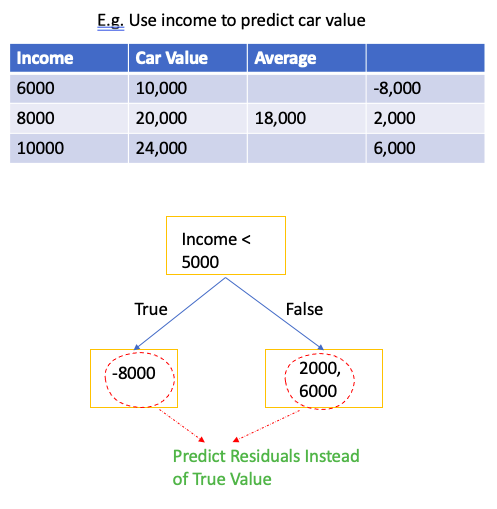 E.g. Use income to predict car value
Income Car Value Average
6000 10,000 -8,000
8000 20,000 18,000 2,000
10000 24,000 6,000
Income <
5000
True False
-8000
2000,
6000
Predict Residuals Instead
of True Value